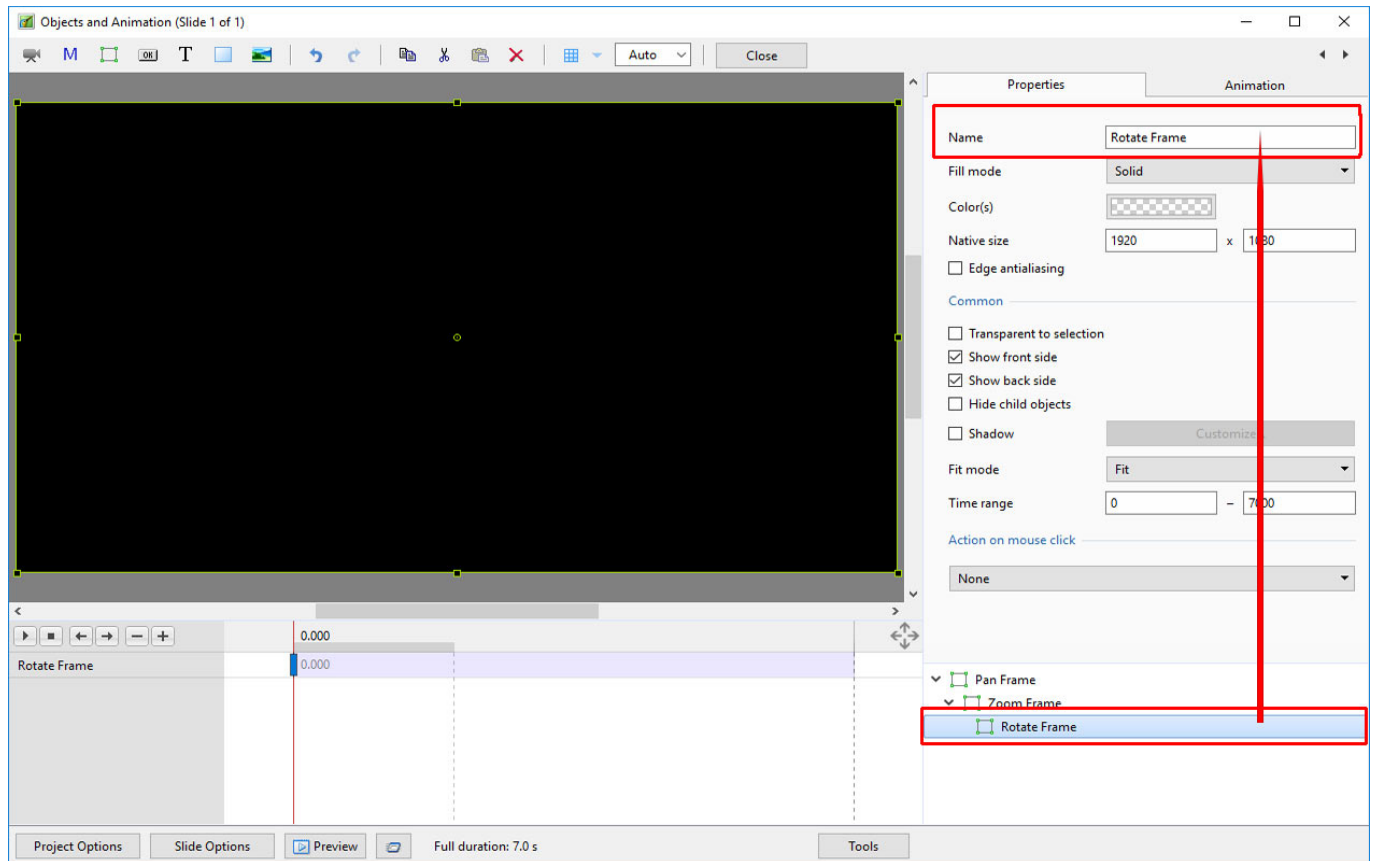 Objects and Animation (Slide 1 of 1)
M OK T Auto Close
Properties Animation
Name Rotate Frame
Fill mode Solid
Color(s)
Native size 1920 x 1080
Edge antialiasing
Common
Transparent to selection
Show front side
Show back side
Hide child objects
Shadow Customize...
Fit mode Fit
Time range 0 – 7000
Action on mouse click
None
0.000
Rotate Frame 0.000
Pan Frame
Zoom Frame
Rotate Frame
Project Options Slide Options Preview Full duration: 7.0 s Tools